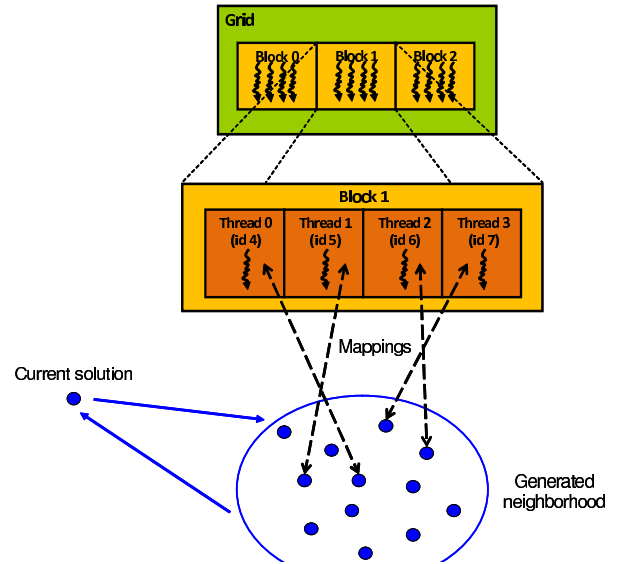 Grid
Block 0 Block 1 Block 2
Block 1
Thread 0 Thread 1 Thread 2 Thread 3
(id 4) (id 5) (id 6) (id 7)
Mappings
Current solution
Generated
neighborhood